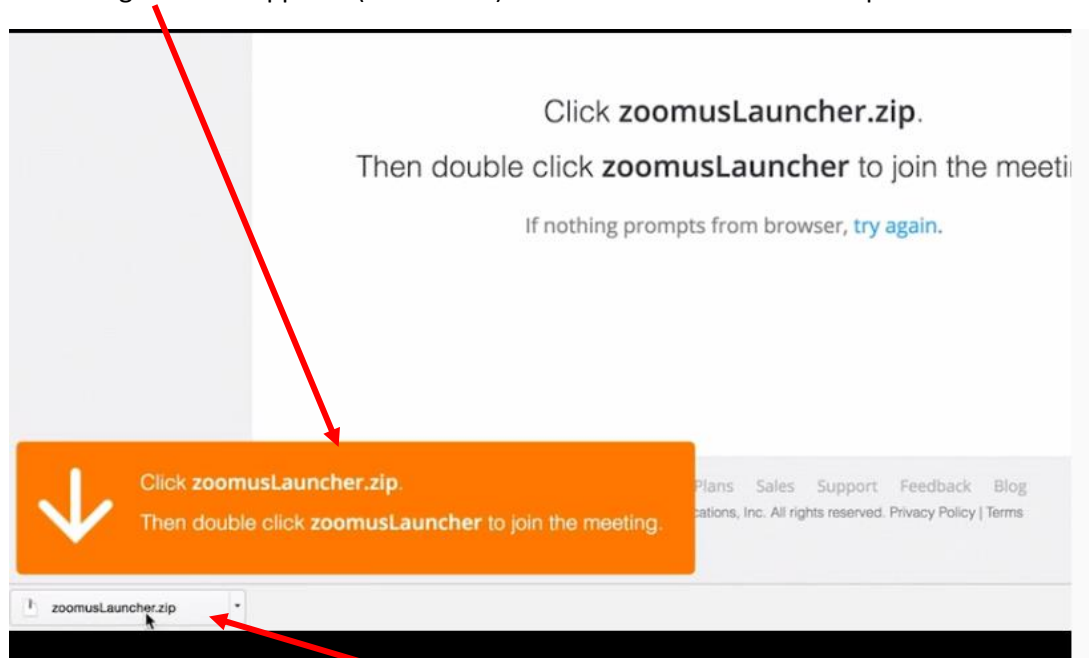 Click zoomusLauncher.zip.
Then double click zoomusLauncher to join the meeti
If nothing prompts from browser, try again.
Click zoomusLauncher.zip.
Then double click zoomusLauncher to join the meeting.
Plans Sales Support Feedback Blog
cations, Inc. All rights reserved. Privacy Policy | Terms
zoomusLauncher.zip